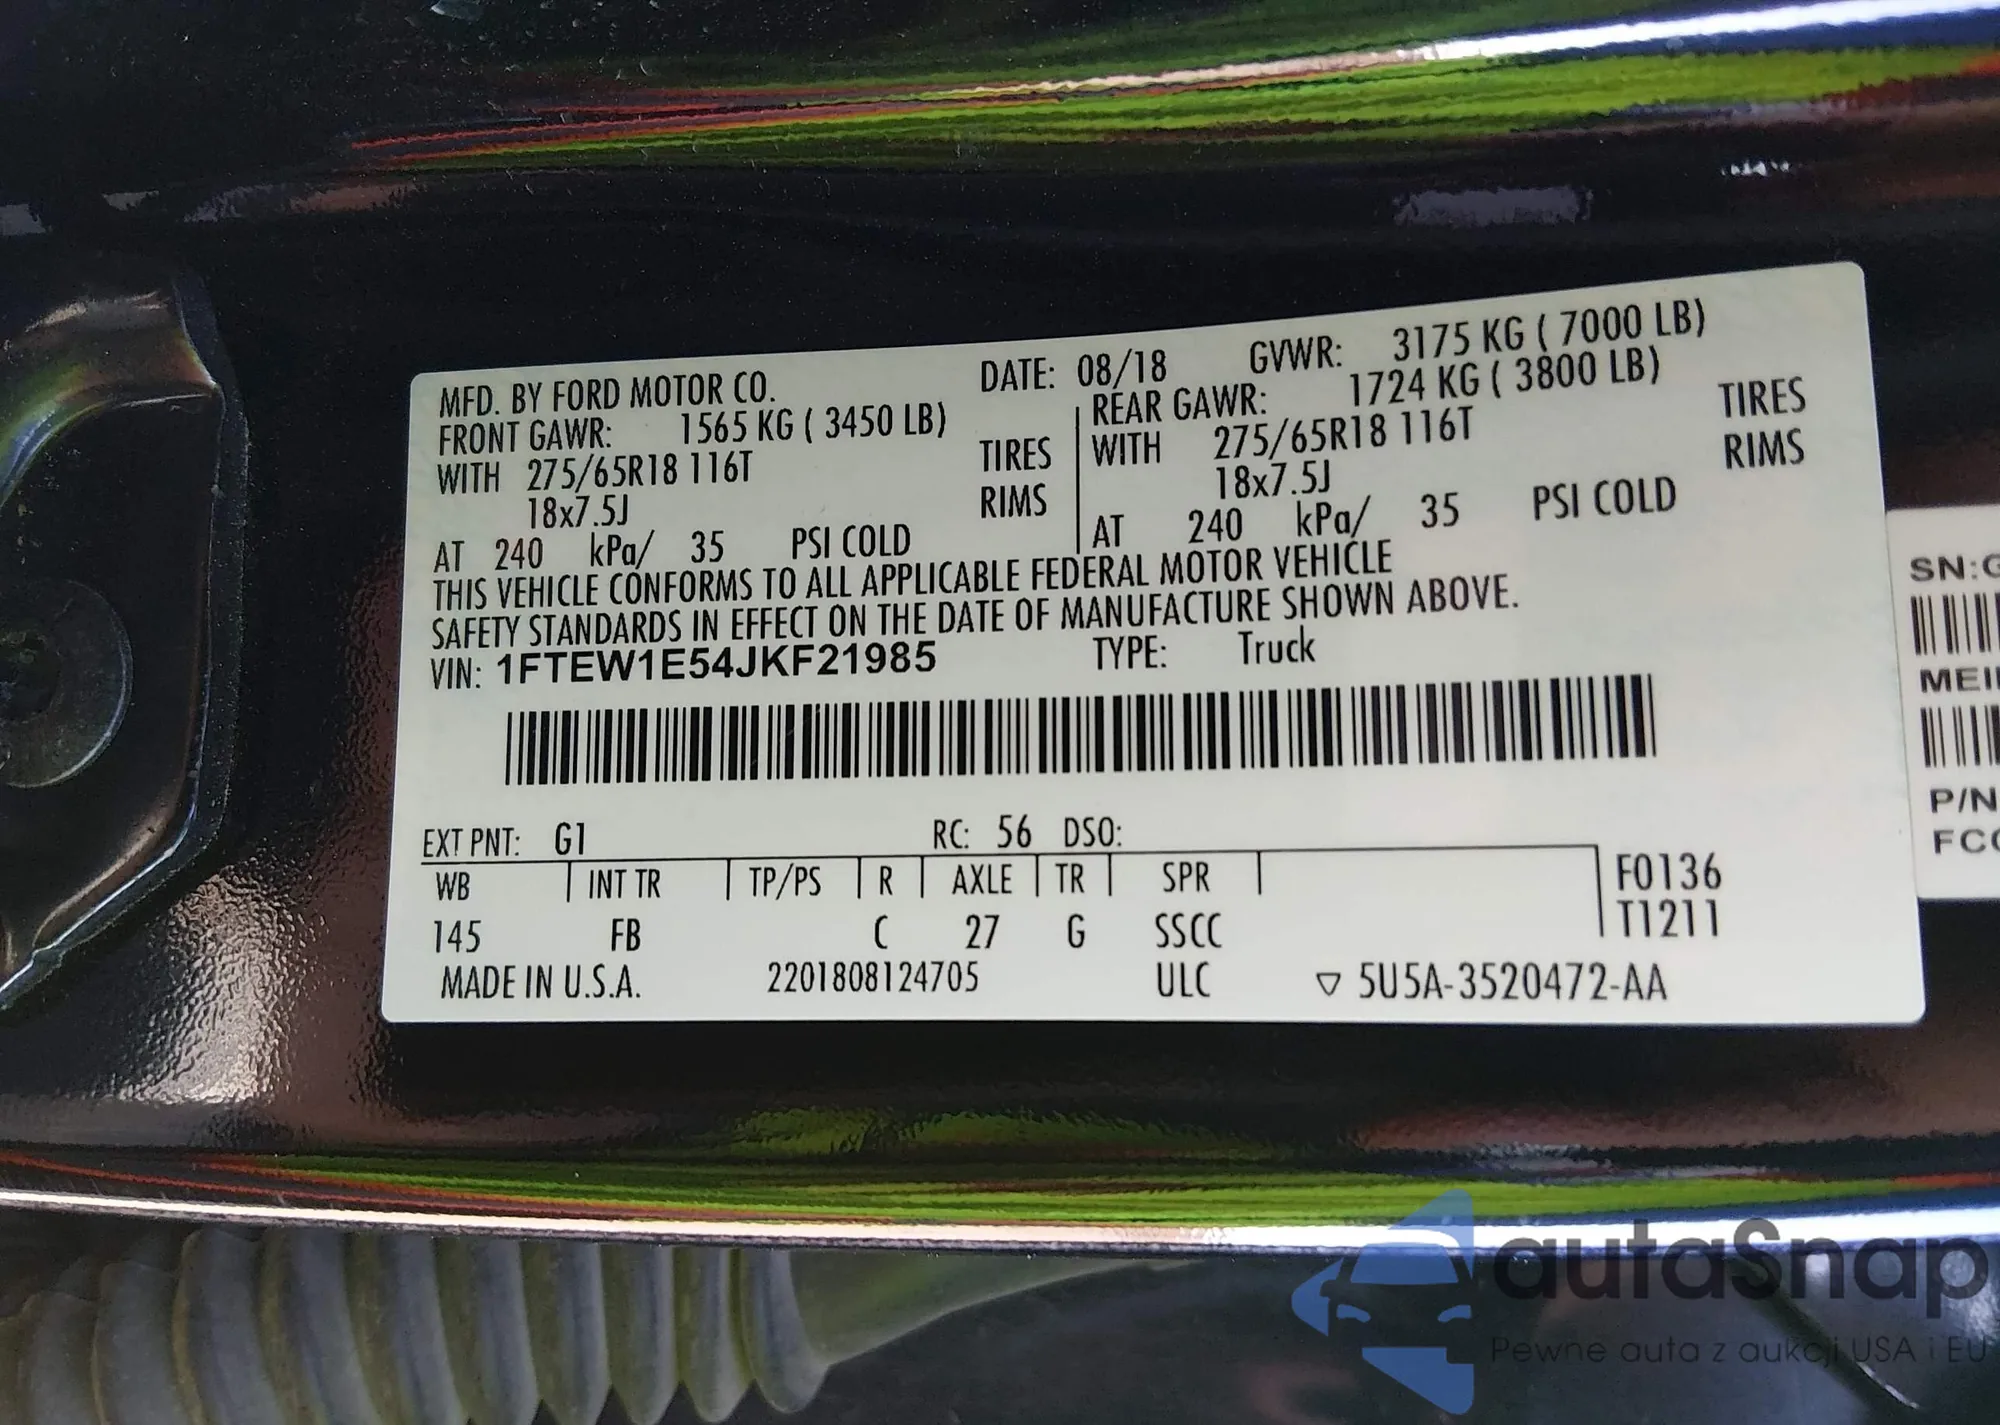 MFD. BY FORD MOTOR CO. DATE: 08/18 GVWR: 3175 KG ( 7000 LB)
FRONT GAWR: 1565 KG ( 3450 LB) REAR GAWR: 1724 KG ( 3800 LB)
WITH 275/65R18 116T TIRES WITH 275/65R18 116T TIRES
18x7.5J RIMS 18x7.5J RIMS
AT 240 kPa/ 35 PSI COLD AT 240 kPa/ 35 PSI COLD
THIS VEHICLE CONFORMS TO ALL APPLICABLE FEDERAL MOTOR VEHICLE
SAFETY STANDARDS IN EFFECT ON THE DATE OF MANUFACTURE SHOWN ABOVE.
VIN: 1FTEW1E54JKF21985 TYPE: Truck
EXT PNT: G1 RC: 56 DSO:
WB INT TR TP/PS R AXLE TR SPR F0136
145 FB C 27 G SSCC T1211
MADE IN U.S.A. 2201808124705 ULC ▽ 5U5A-3520472-AA
SN:G
MEI
P/N
FCC
autaSnap
Pewne auta z aukcji USA i EU